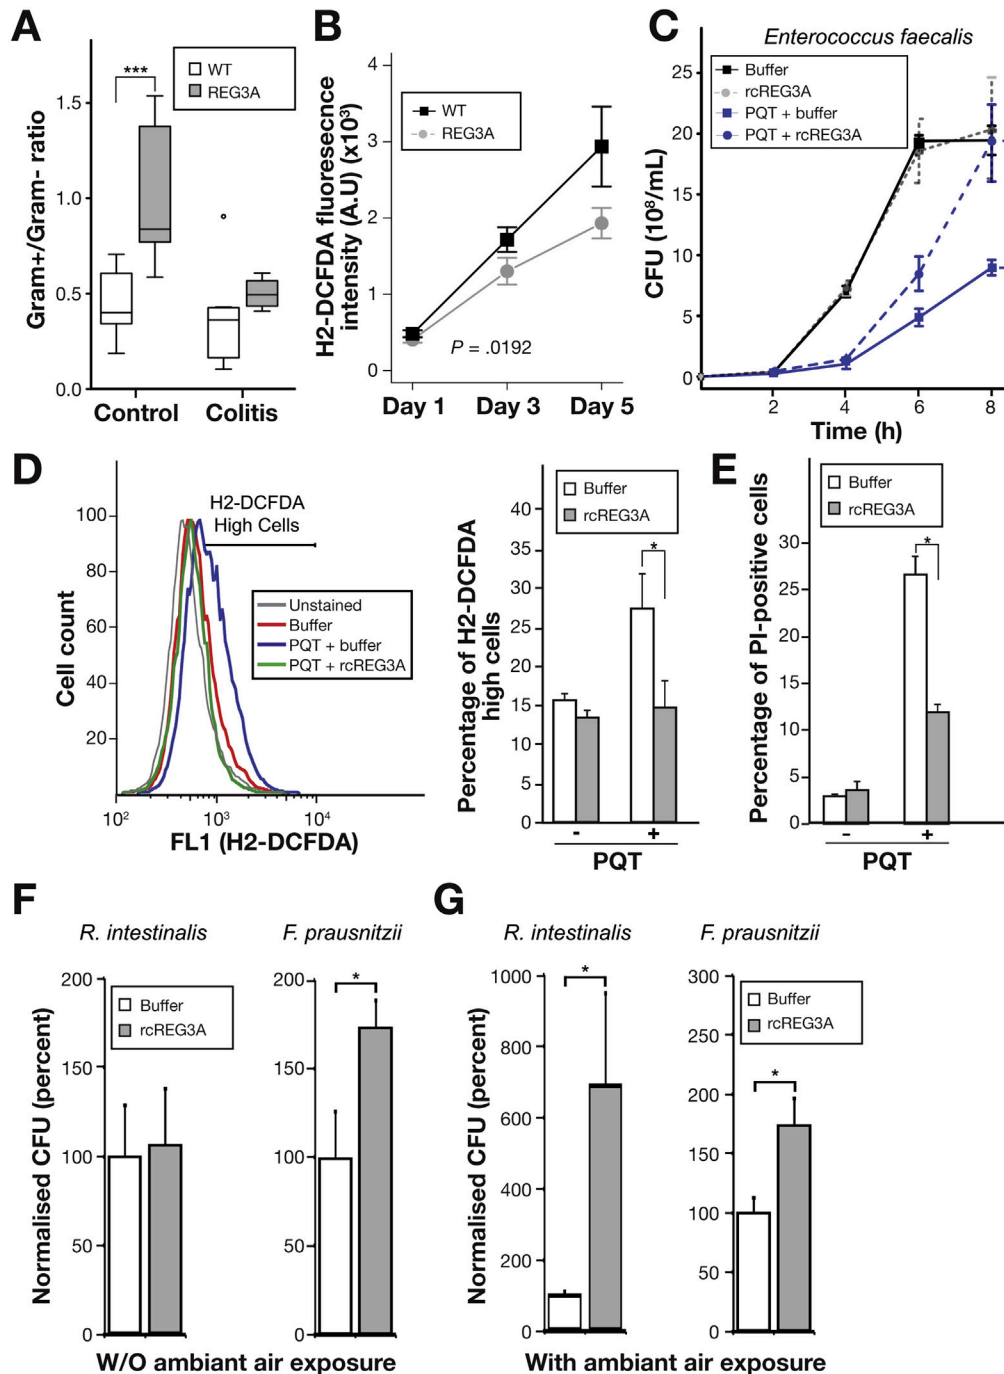 A
WT
REG3A
***
Gram+/Gram- ratio
1.5
1.0
0.5
0.0
Control
Colitis
B
H2-DCFDA fluoresecnce
intensity (A.U) (x10³)
WT
REG3A
4
3
2
1
0
P = .0192
Day 1
Day 3
Day 5
C
Enterococcus faecalis
Buffer
rcREG3A
PQT + buffer
PQT + rcREG3A
CFU (10⁸/mL)
25
20
15
10
5
0
2
4
6
8
Time (h)
D
H2-DCFDA
High Cells
Cell count
100
80
60
40
20
Unstained
Buffer
PQT + buffer
PQT + rcREG3A
10²
10³
10⁴
FL1 (H2-DCFDA)
Percentage of H2-DCFDA
high cells
Buffer
rcREG3A
40
35
30
25
20
15
10
5
0
*
-
+
PQT
E
Percentage of PI-positive cells
Buffer
rcREG3A
30
25
20
15
10
5
0
*
-
+
PQT
F
R. intestinalis
F. prausnitzii
Normalised CFU (percent)
200
150
100
50
0
Buffer
rcREG3A
200
150
100
50
0
*
W/O ambiant air exposure
G
R. intestinalis
F. prausnitzii
Normalised CFU (percent)
1000
800
600
400
200
0
*
300
250
200
150
100
50
0
Buffer
rcREG3A
*
With ambiant air exposure